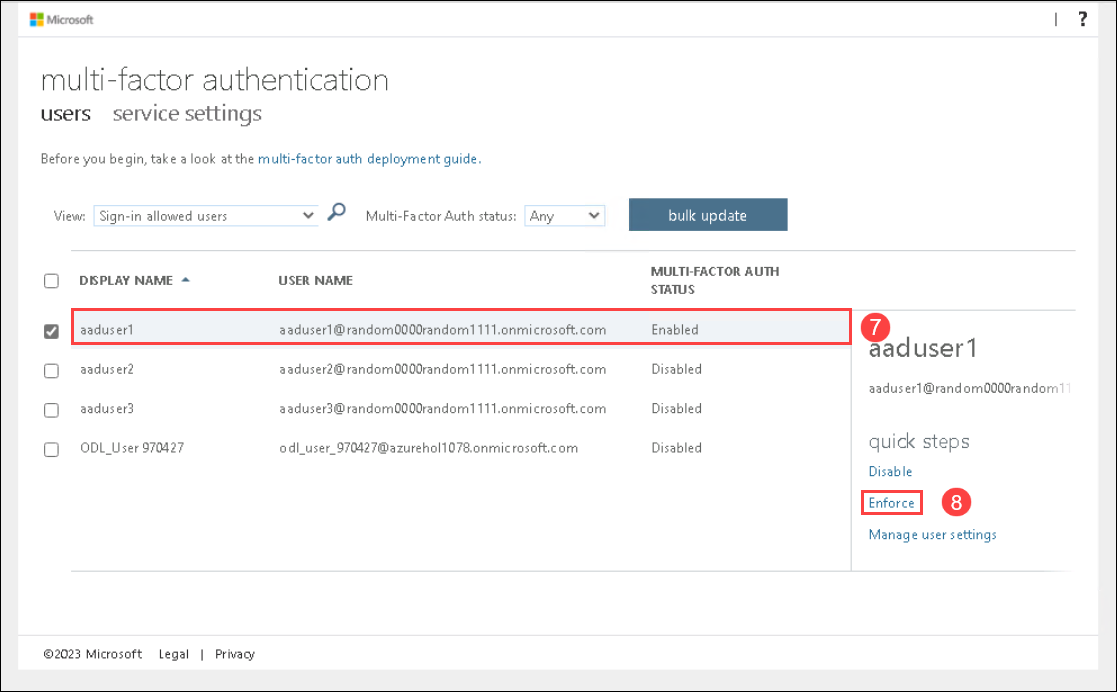 Microsoft
| ?
multi-factor authentication
users service settings
Before you begin, take a look at the multi-factor auth deployment guide.
View: Sign-in allowed users Multi-Factor Auth status: Any bulk update
DISPLAY NAME USER NAME MULTI-FACTOR AUTH
STATUS
aaduser1 aaduser1@random0000random1111.onmicrosoft.com Enabled 7
aaduser2 aaduser2@random0000random1111.onmicrosoft.com Disabled
aaduser3 aaduser3@random0000random1111.onmicrosoft.com Disabled
ODL_User 970427 odl_user_970427@azurehol1078.onmicrosoft.com Disabled
aaduser1
aaduser1@random0000random11
quick steps
Disable
Enforce 8
Manage user settings
©2023 Microsoft Legal | Privacy